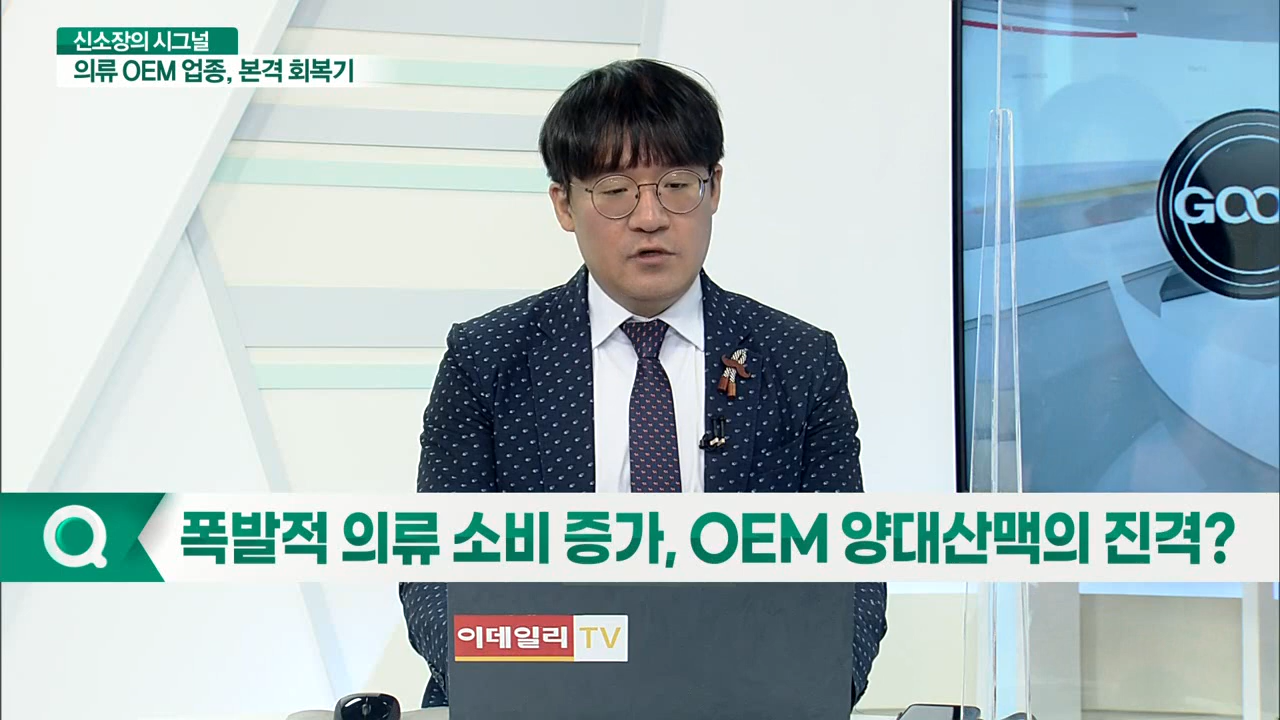 신소장의 시그널
의류 OEM 업종, 본격 회복기
GOO
Q 폭발적 의류 소비 증가, OEM 양대산맥의 진격?
이데일리 TV